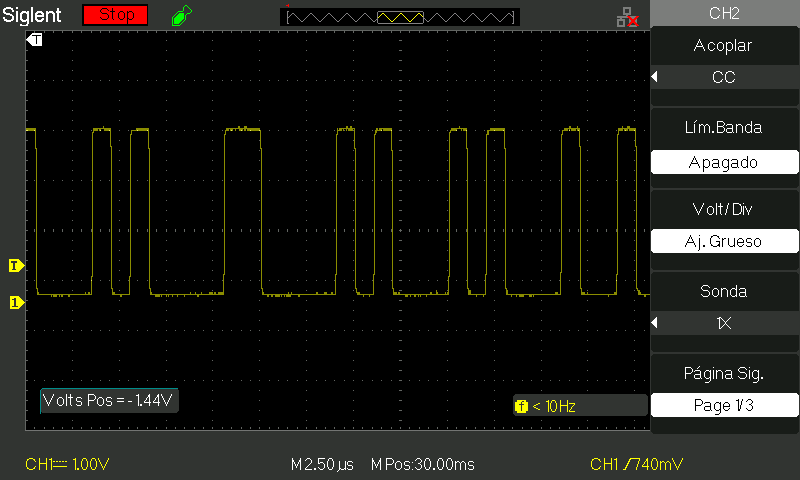 Siglent
Stop
CH2
T
Acoplar
CC
Lím.Banda
Apagado
Volt/Div
Aj. Grueso
T
Sonda
1
1X
Página Sig.
Volts Pos=-1.44V
f < 10Hz
Page 1/3
CH1 1.00V
M 2.50µs
M Pos:30.00ms
CH1 /740mV